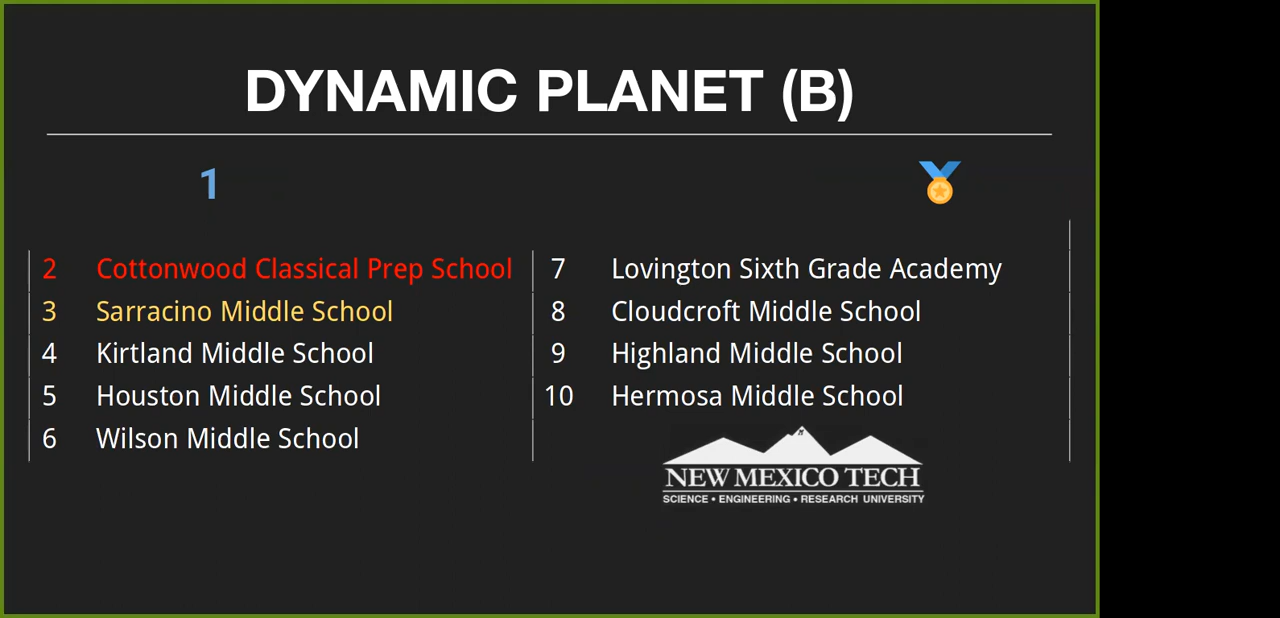 DYNAMIC PLANET (B)
1
2 Cottonwood Classical Prep School
3 Sarracino Middle School
4 Kirtland Middle School
5 Houston Middle School
6 Wilson Middle School
7 Lovington Sixth Grade Academy
8 Cloudcroft Middle School
9 Highland Middle School
10 Hermosa Middle School
NEW MEXICO TECH
SCIENCE • ENGINEERING • RESEARCH UNIVERSITY